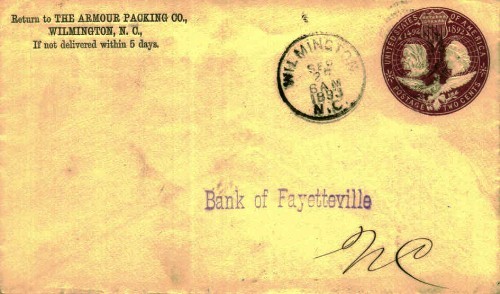 Return to THE ARMOUR PACKING CO.,
WILMINGTON, N. C.,
If not delivered within 5 days.
WILMINGTON
SEP
6 AM
1893
N.C.
UNITED STATES OF AMERICA
1492
1892
POSTAGE TWO CENTS
Bank of Fayetteville
NC